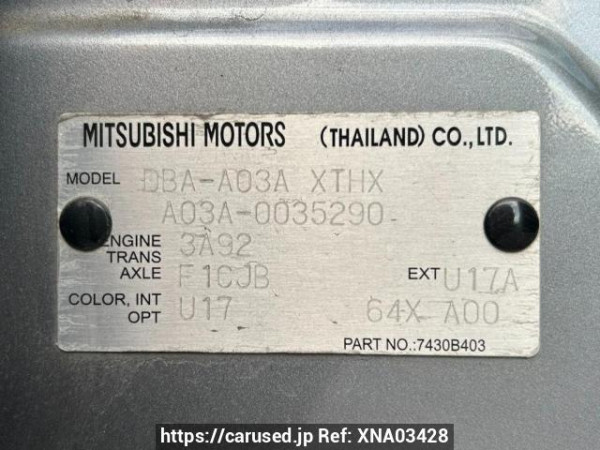 MITSUBISHI MOTORS (THAILAND) CO., LTD.
MODEL DBA-A03A XTHX
A03A-0035290
ENGINE 3A92
TRANS
AXLE F1CJB EXT U17A
COLOR, INT U17 64X A00
OPT
PART NO.:7430B403
https://carused.jp Ref: XNA03428